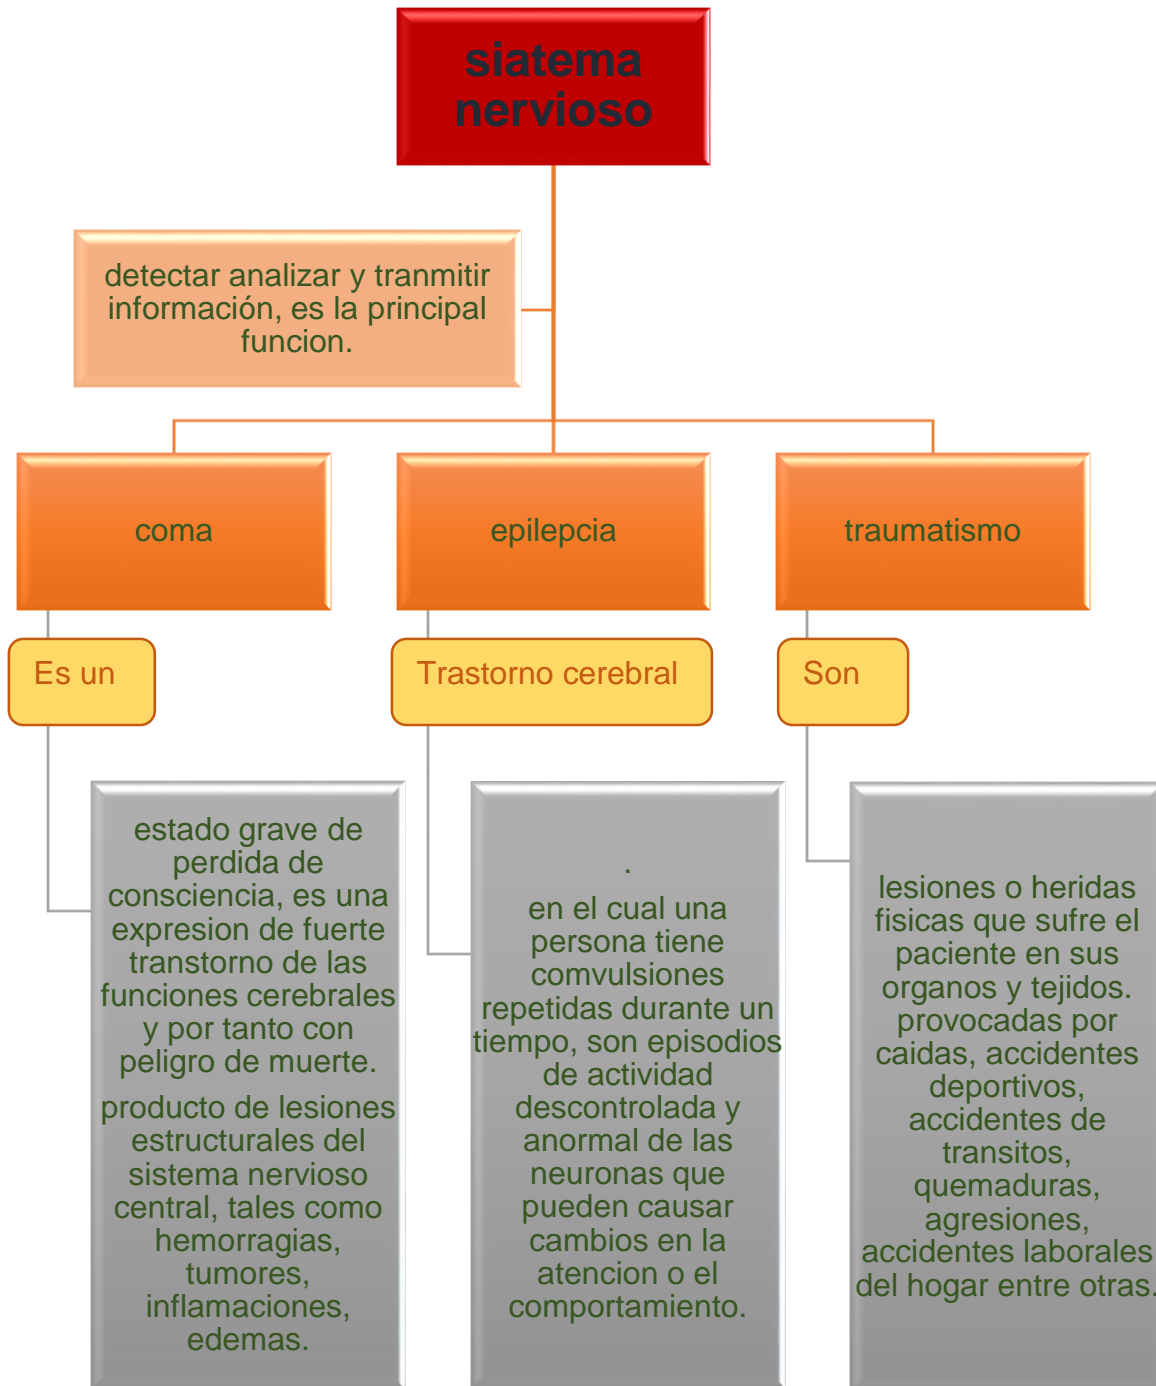 siatema
nervioso
detectar analizar y tranmitir
información, es la principal
funcion.
coma
epilepcia
traumatismo
Es un
Trastorno cerebral
Son
estado grave de
perdida de
consciencia, es una
expresion de fuerte
transtorno de las
funciones cerebrales
y por tanto con
peligro de muerte.
producto de lesiones
estructurales del
sistema nervioso
central, tales como
hemorragias,
tumores,
inflamaciones,
edemas.
.
en el cual una
persona tiene
comvulsiones
repetidas durante un
tiempo, son episodios
de actividad
descontrolada y
anormal de las
neuronas que
pueden causar
cambios en la
atencion o el
comportamiento.
lesiones o heridas
fisicas que sufre el
paciente en sus
organos y tejidos.
provocadas por
caidas, accidentes
deportivos,
accidentes de
transitos,
quemaduras,
agresiones,
accidentes laborales
del hogar entre otras.